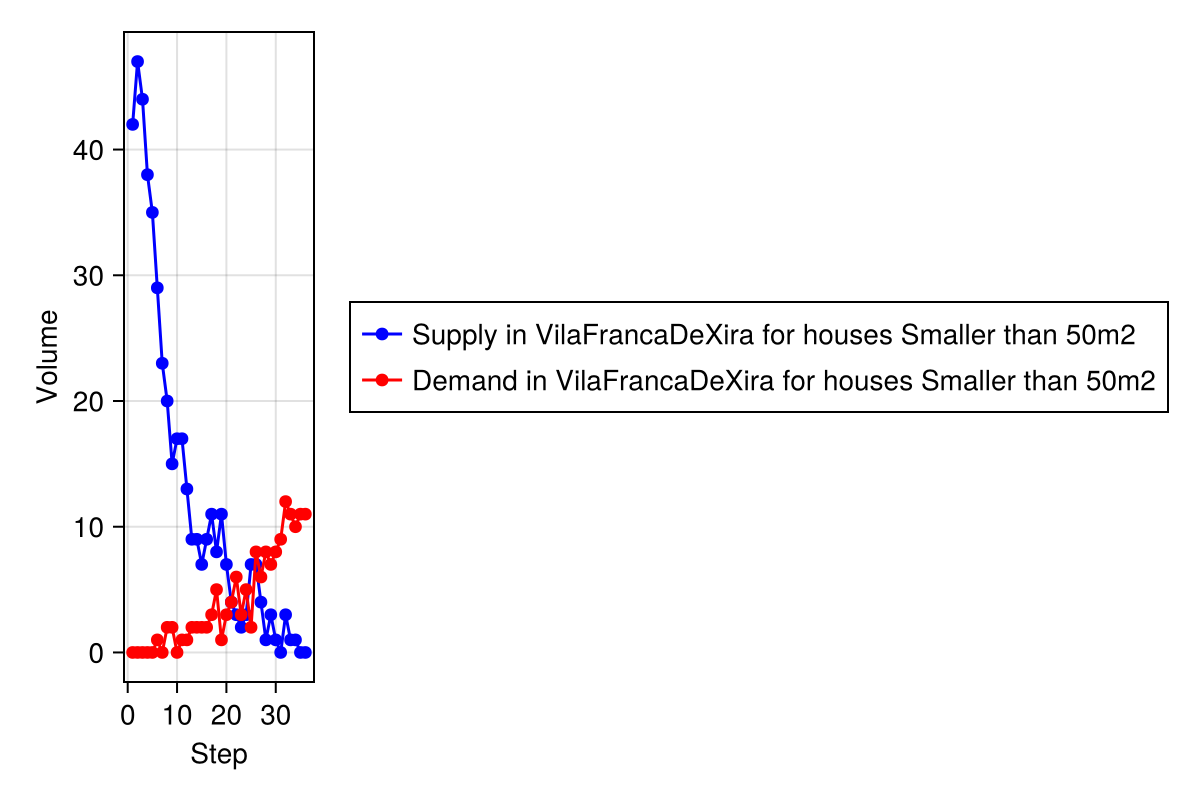 40
30
20
10
0
Volume
0 10 20 30
Step
Supply in VilaFrancaDeXira for houses Smaller than 50m2
Demand in VilaFrancaDeXira for houses Smaller than 50m2